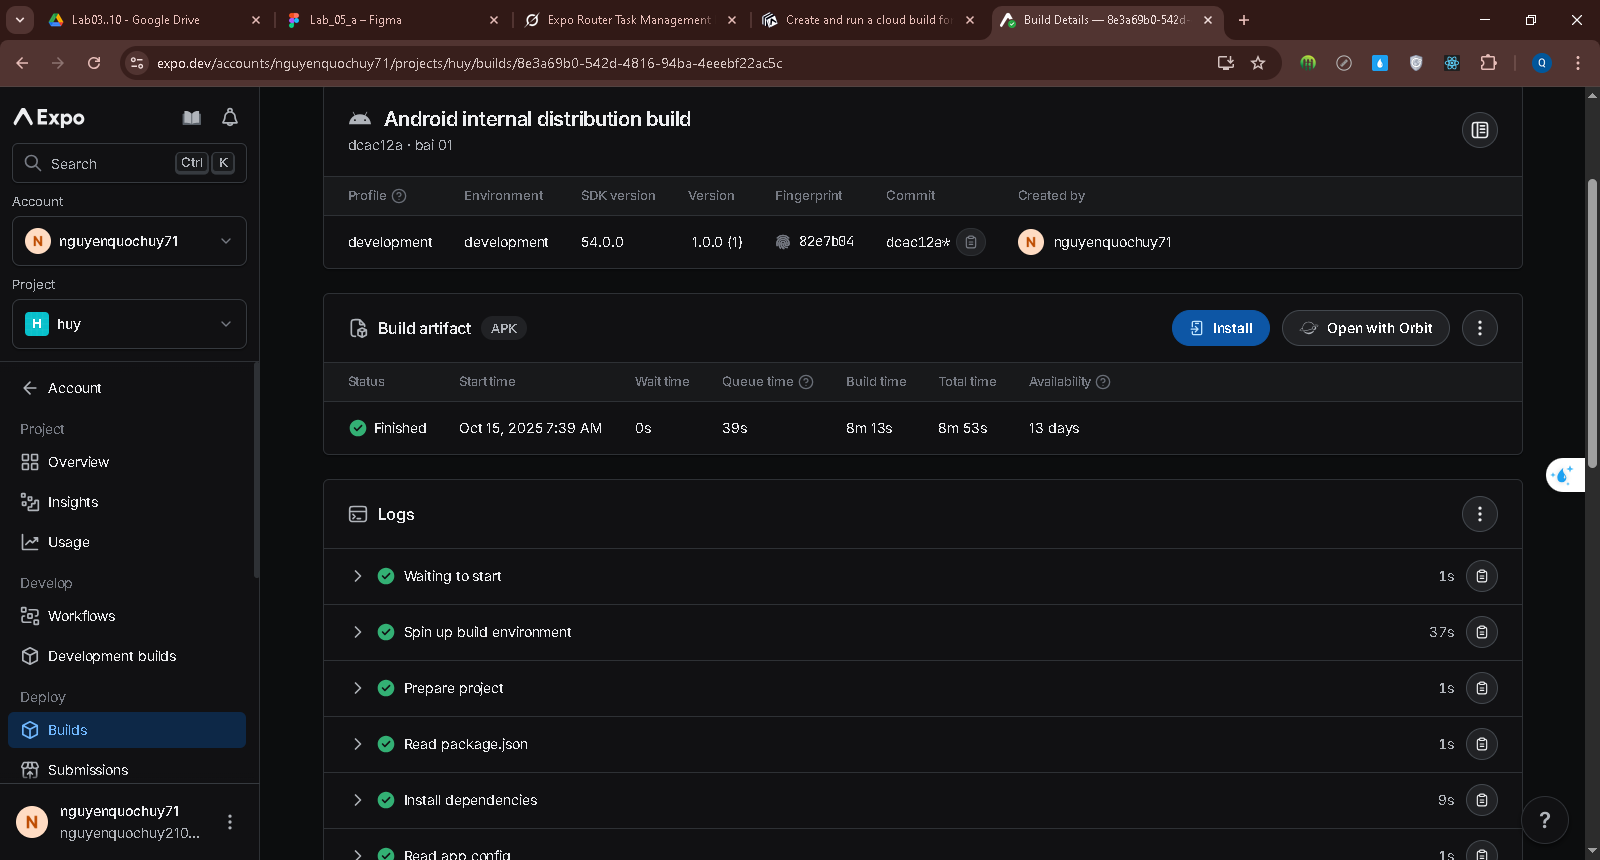 Lab03..10 - Google Drive
Lab_05_a – Figma
Expo Router Task Management
Create and run a cloud build for
Build Details — 8e3a69b0-542d-
expo.dev/accounts/nguyenquochuy71/projects/huy/builds/8e3a69b0-542d-4816-94ba-4eeebf22ac5c
Q
Expo
Search
Ctrl
K
Account
N
nguyenquochuy71
Project
H
huy
Account
Project
Overview
Insights
Usage
Develop
Workflows
Development builds
Deploy
Builds
Submissions
N
nguyenquochuy71
nguyenquochuy210...
Android internal distribution build
dcac12a • bai 01
Profile
Environment
SDK version
Version
Fingerprint
Commit
Created by
development
development
54.0.0
1.0.0 (1)
82e7b04
dcac12a*
N
nguyenquochuy71
Build artifact
APK
Install
Open with Orbit
Status
Start time
Wait time
Queue time
Build time
Total time
Availability
Finished
Oct 15, 2025 7:39 AM
0s
39s
8m 13s
8m 53s
13 days
Logs
Waiting to start
1s
Spin up build environment
37s
Prepare project
1s
Read package.json
1s
Install dependencies
9s
Read app config
1s
?